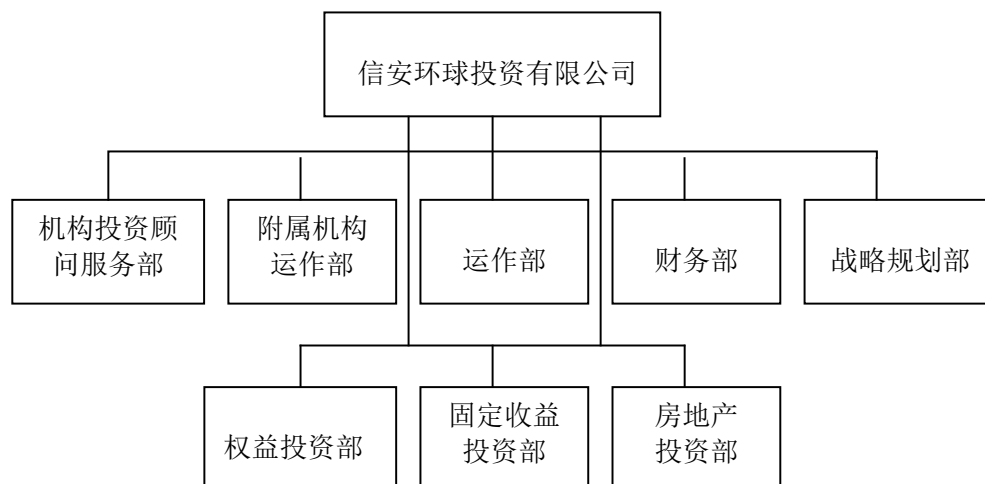 信安环球投资有限公司
机构投资顾
问服务部
附属机构
运作部
运作部
财务部
战略规划部
权益投资部
固定收益
投资部
房地产
投资部